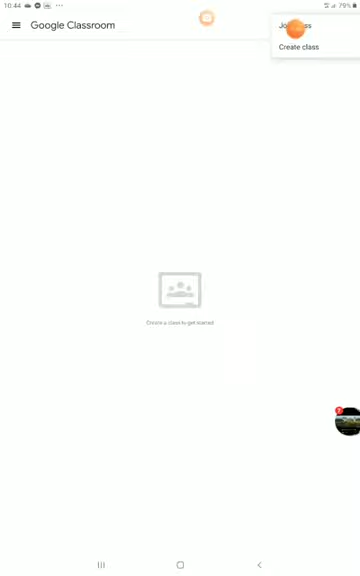 10:44
79%
Google Classroom
Create class
Create a class to get started